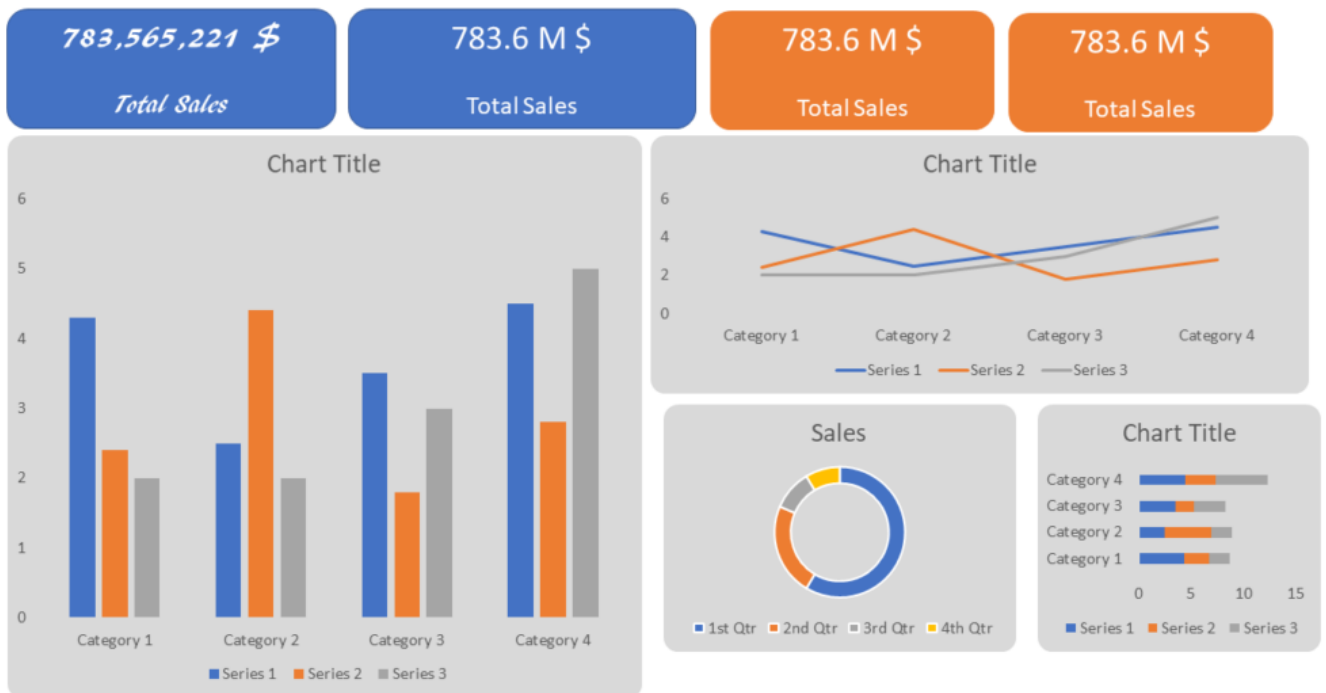 783,565,221 $
Total Sales
783.6 M $
Total Sales
783.6 M $
Total Sales
783.6 M $
Total Sales
Chart Title
6
5
4
3
2
1
0
Category 1 Category 2 Category 3 Category 4
Series 1 Series 2 Series 3
Chart Title
6
4
2
0
Category 1 Category 2 Category 3 Category 4
Series 1 Series 2 Series 3
Sales
1st Qtr 2nd Qtr 3rd Qtr 4th Qtr
Chart Title
Category 4
Category 3
Category 2
Category 1
0 5 10 15
Series 1 Series 2 Series 3